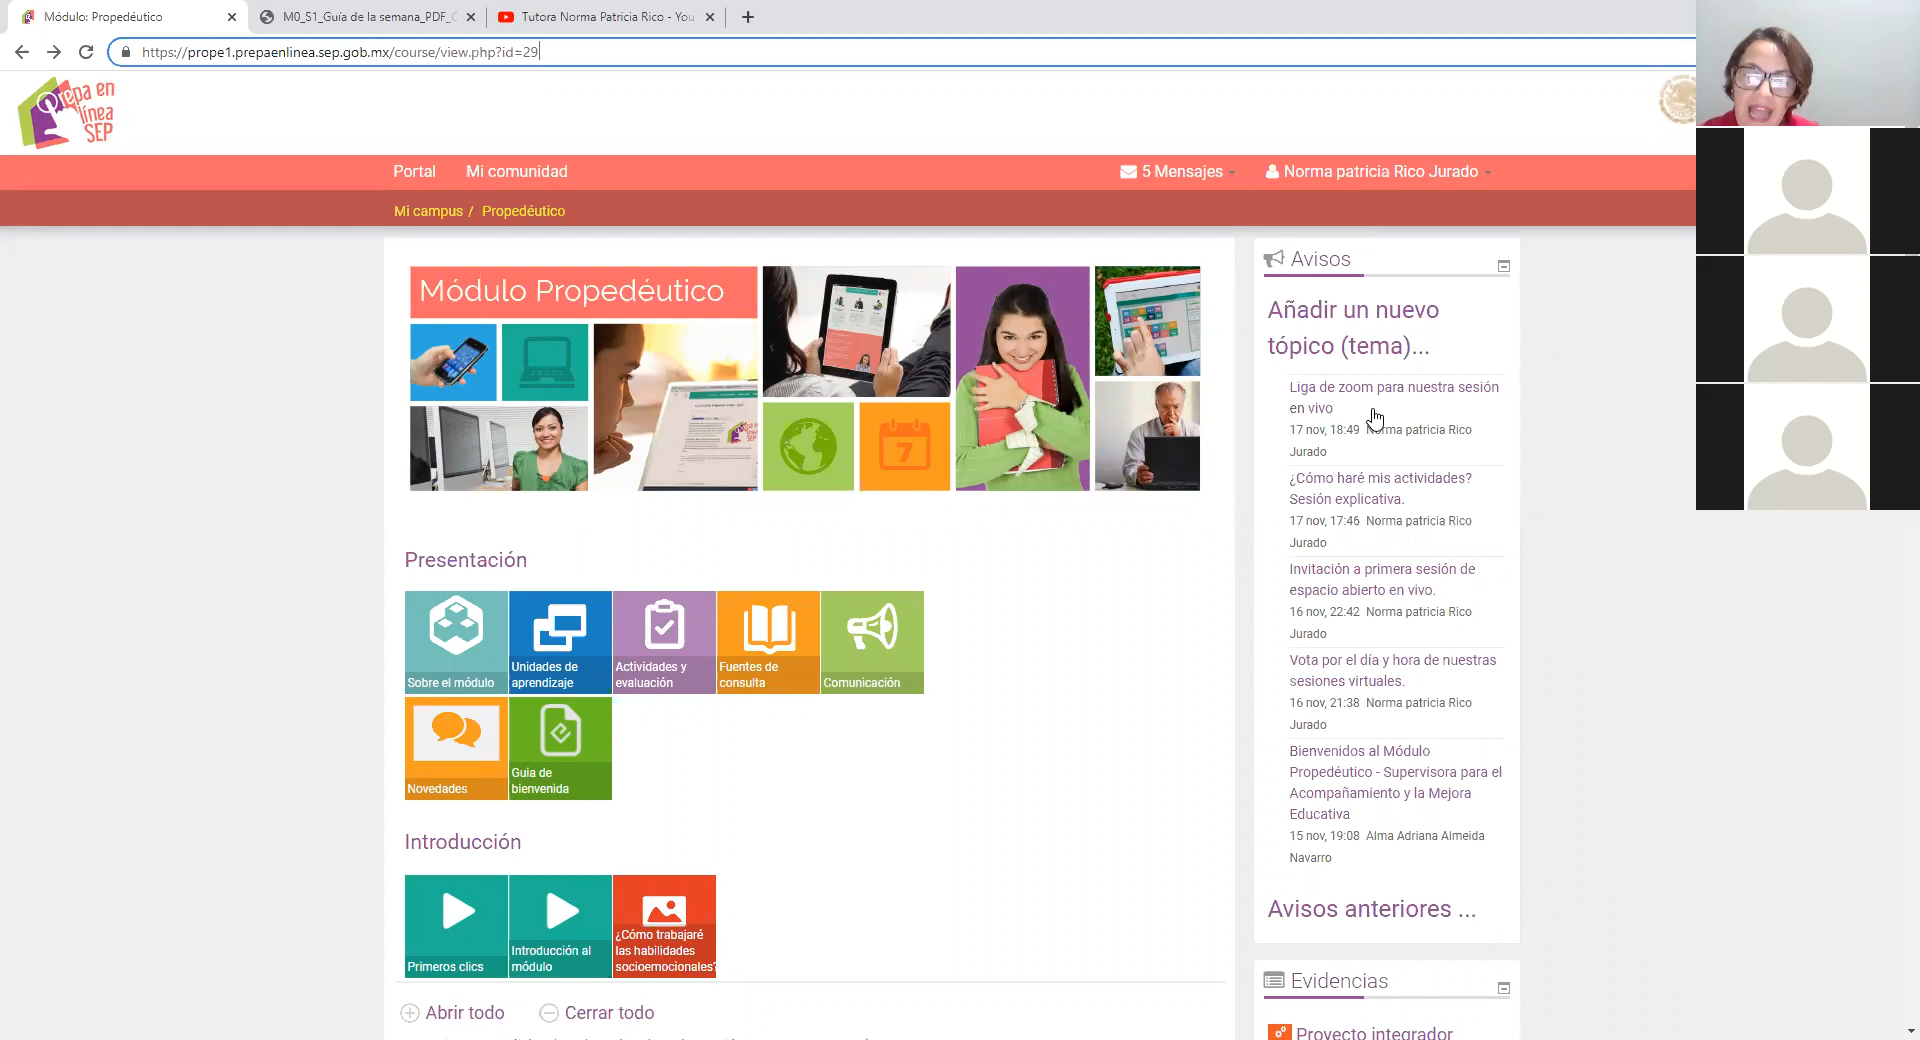 Módulo: Propedéutico
M0_S1_Guía de la semana_PDF_C
Tutora Norma Patricia Rico - You
https://prope1.prepaenlinea.sep.gob.mx/course/view.php?id=29
Prepa en
línea
SEP
Portal
Mi comunidad
5 Mensajes
Norma patricia Rico Jurado
Mi campus / Propedéutico
Módulo Propedéutico
7
Presentación
Sobre el módulo
Unidades de
aprendizaje
Actividades y
evaluación
Fuentes de
consulta
Comunicación
Novedades
Guia de
bienvenida
Introducción
Primeros clics
Introducción al
módulo
¿Cómo trabajaré
las habilidades
socioemocionales?
Abrir todo
Cerrar todo
Avisos
Añadir un nuevo
tópico (tema)...
Liga de zoom para nuestra sesión
en vivo
17 nov, 18:49 Norma patricia Rico
Jurado
¿Cómo haré mis actividades?
Sesión explicativa.
17 nov, 17:46 Norma patricia Rico
Jurado
Invitación a primera sesión de
espacio abierto en vivo.
16 nov, 22:42 Norma patricia Rico
Jurado
Vota por el día y hora de nuestras
sesiones virtuales.
16 nov, 21:38 Norma patricia Rico
Jurado
Bienvenidos al Módulo
Propedéutico - Supervisora para el
Acompañamiento y la Mejora
Educativa
15 nov, 19:08 Alma Adriana Almeida
Navarro
Avisos anteriores ...
Evidencias
Proyecto integrador